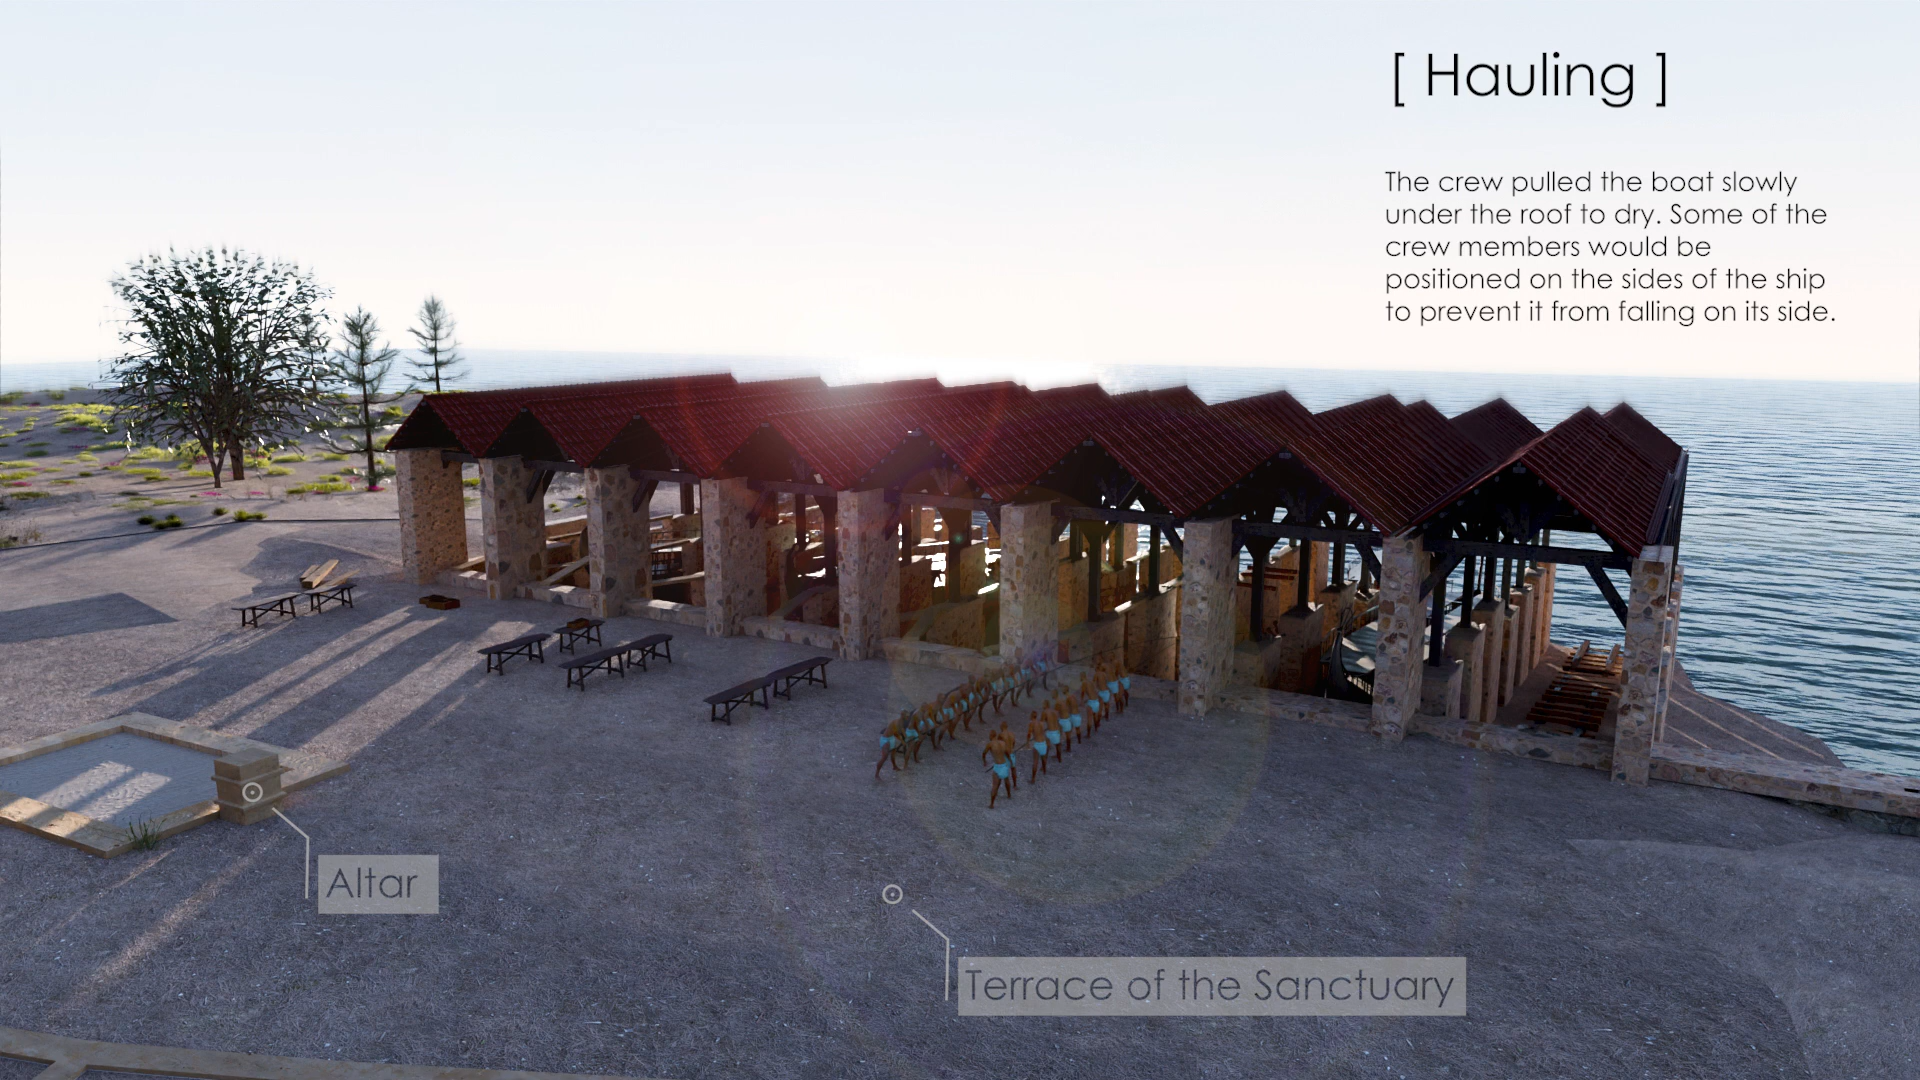 [ Hauling ]
The crew pulled the boat slowly
under the roof to dry. Some of the
crew members would be
positioned on the sides of the ship
to prevent it from falling on its side.
Altar
Terrace of the Sanctuary